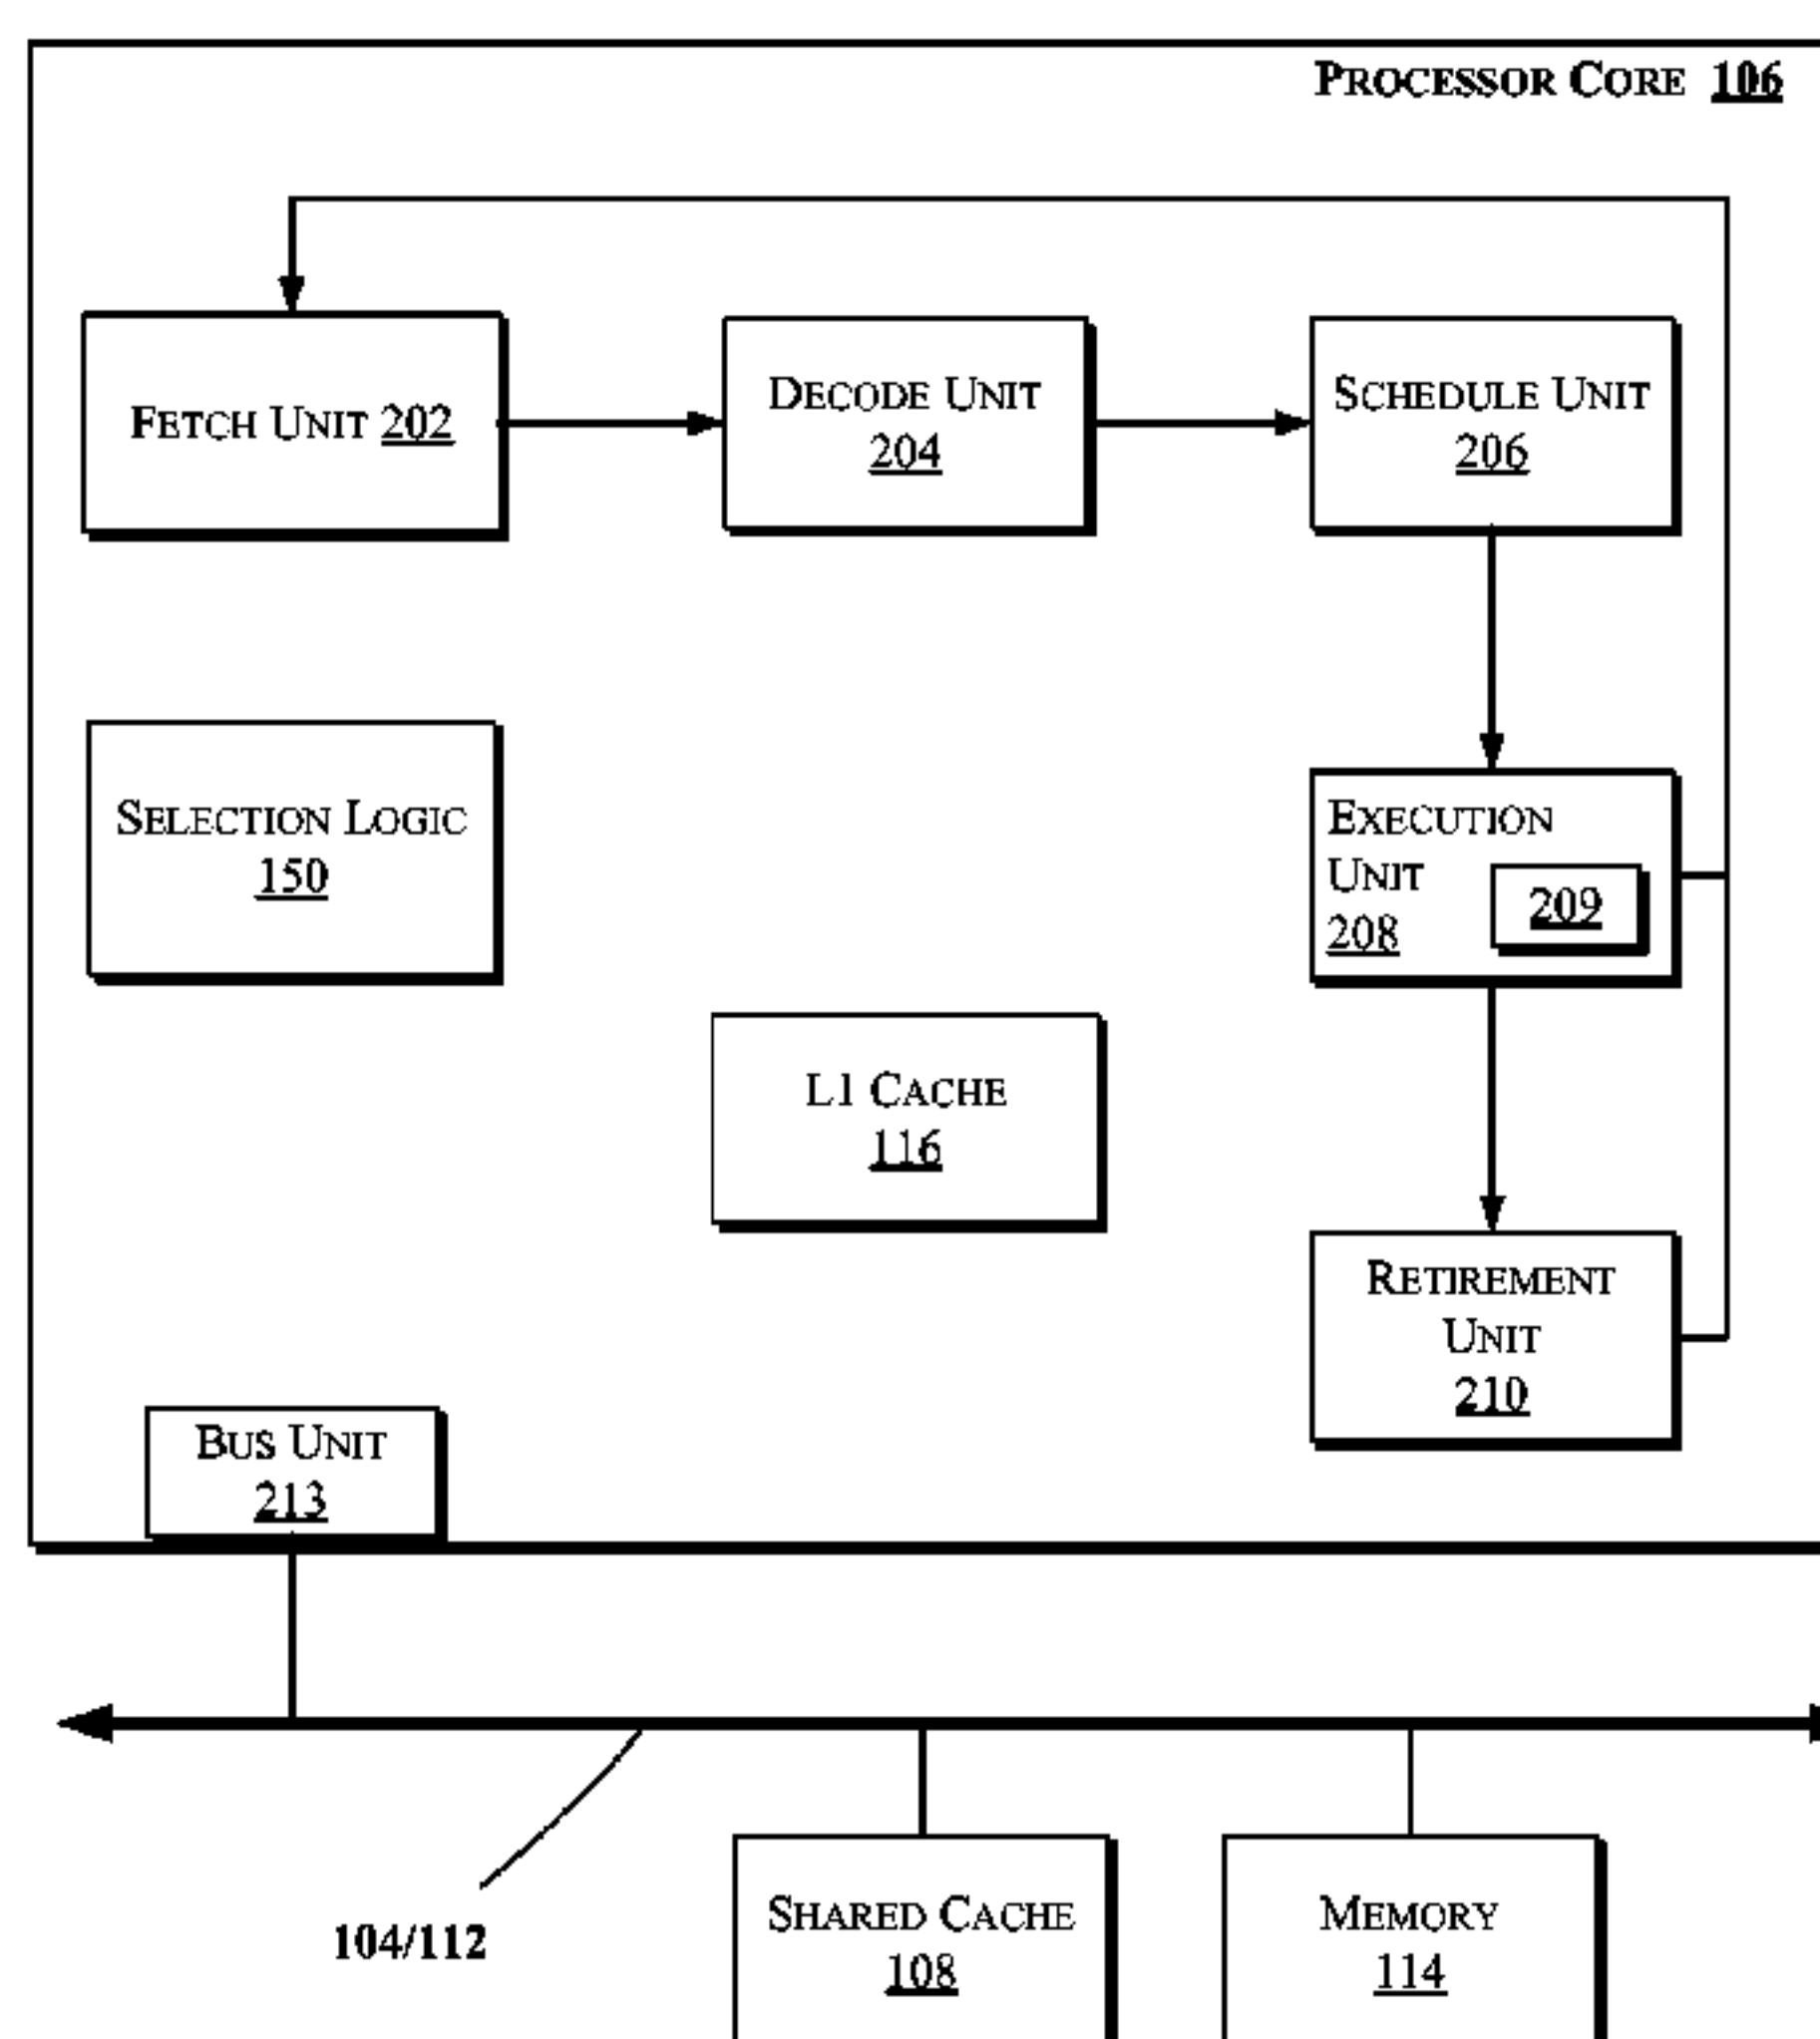 PROCESSOR CORE 106
FETCH UNIT 202
DECODE UNIT
204
SCHEDULE UNIT
206
SELECTION LOGIC
150
EXECUTION
UNIT
208
209
L1 CACHE
116
RETIREMENT
UNIT
210
BUS UNIT
213
104/112
SHARED CACHE
108
MEMORY
114